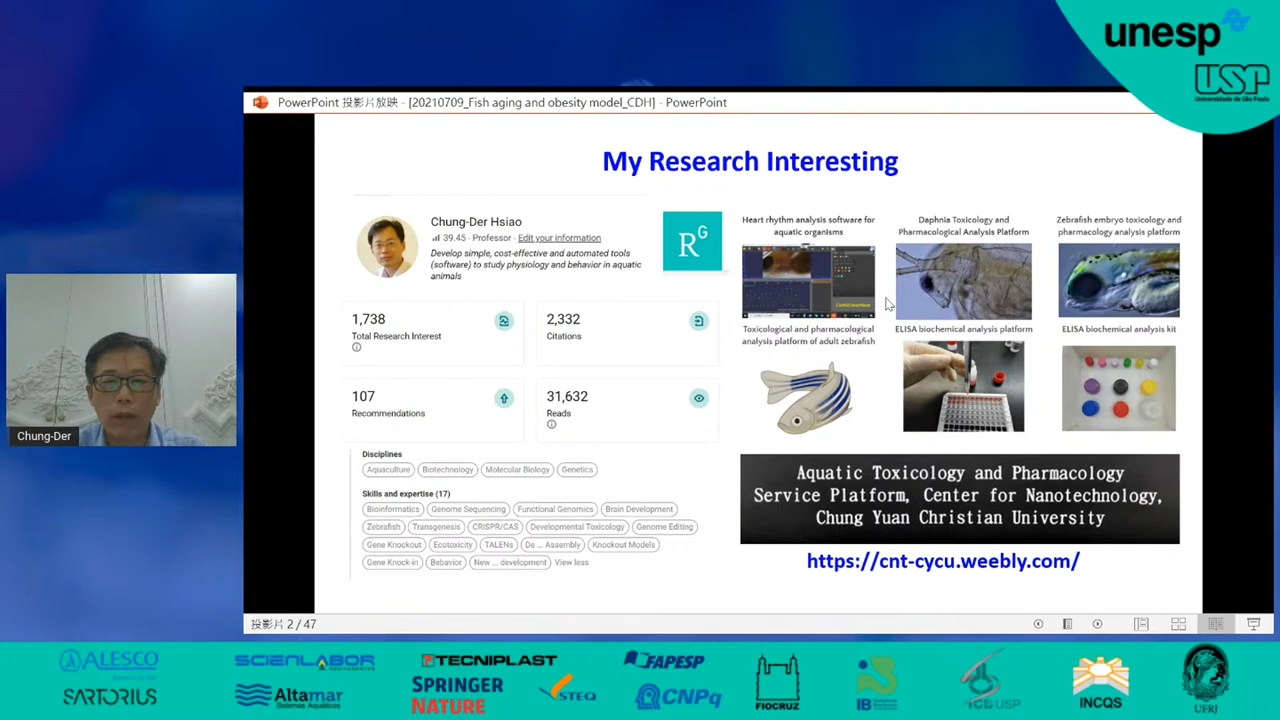 unesp
USP
Universidade de São Paulo
PowerPoint 投影片放映 - [20210709_Fish aging and obesity model_CDH] - PowerPoint
My Research Interesting
Chung-Der Hsiao
39.45 · Professor · Edit your information
Develop simple, cost-effective and automated tools
(software) to study physiology and behavior in aquatic
animals
RG
1,738
Total Research Interest
2,332
Citations
107
Recommendations
31,632
Reads
Disciplines
Aquaculture Biotechnology Molecular Biology Genetics
Skills and expertise (17)
Bioinformatics Genome Sequencing Functional Genomics Brain Development
Zebrafish Transgenesis CRISPR/CAS Developmental Toxicology Genome Editing
Gene Knockout Ecotoxicity TALENs De ... Assembly Knockout Models
Gene Knock-in Behavior New ... development View less
Heart rhythm analysis software for
aquatic organisms
Daphnia Toxicology and
Pharmacological Analysis Platform
Zebrafish embryo toxicology and
pharmacology analysis platform
Toxicological and pharmacological
analysis platform of adult zebrafish
ELISA biochemical analysis platform
ELISA biochemical analysis kit
Aquatic Toxicology and Pharmacology
Service Platform, Center for Nanotechnology,
Chung Yuan Christian University
https://cnt-cycu.weebly.com/
Chung-Der
投影片 2 / 47
ALESCO
SCIENLABOR
TECNIPLAST
FAPESP
SARTORIUS
Altamar
Sistemas Aquáticos
SPRINGER
NATURE
STEQ
CNPq
FIOCRUZ
IB
ICB USP
INCQS
UFRJ